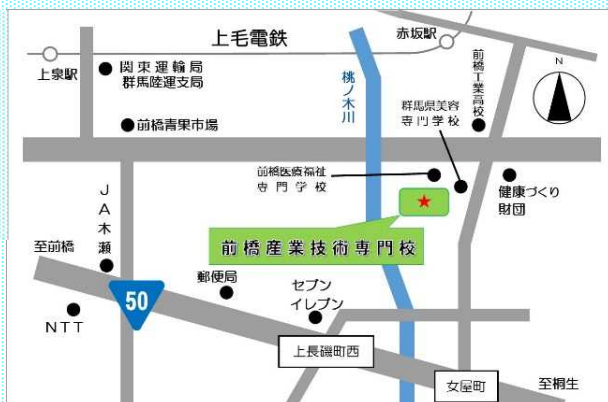 上毛電鉄
赤坂駅
上泉駅
関東運輸局
群馬陸運支局
前橋工業高校
N
桃ノ木川
群馬県美容
専門学校
前橋青果市場
前橋医療福祉
専門学校
健康づくり
財団
JA木瀬
前橋産業技術専門校
至前橋
50
郵便局
セブン
イレブン
NTT
上長磯町西
女屋町
至桐生